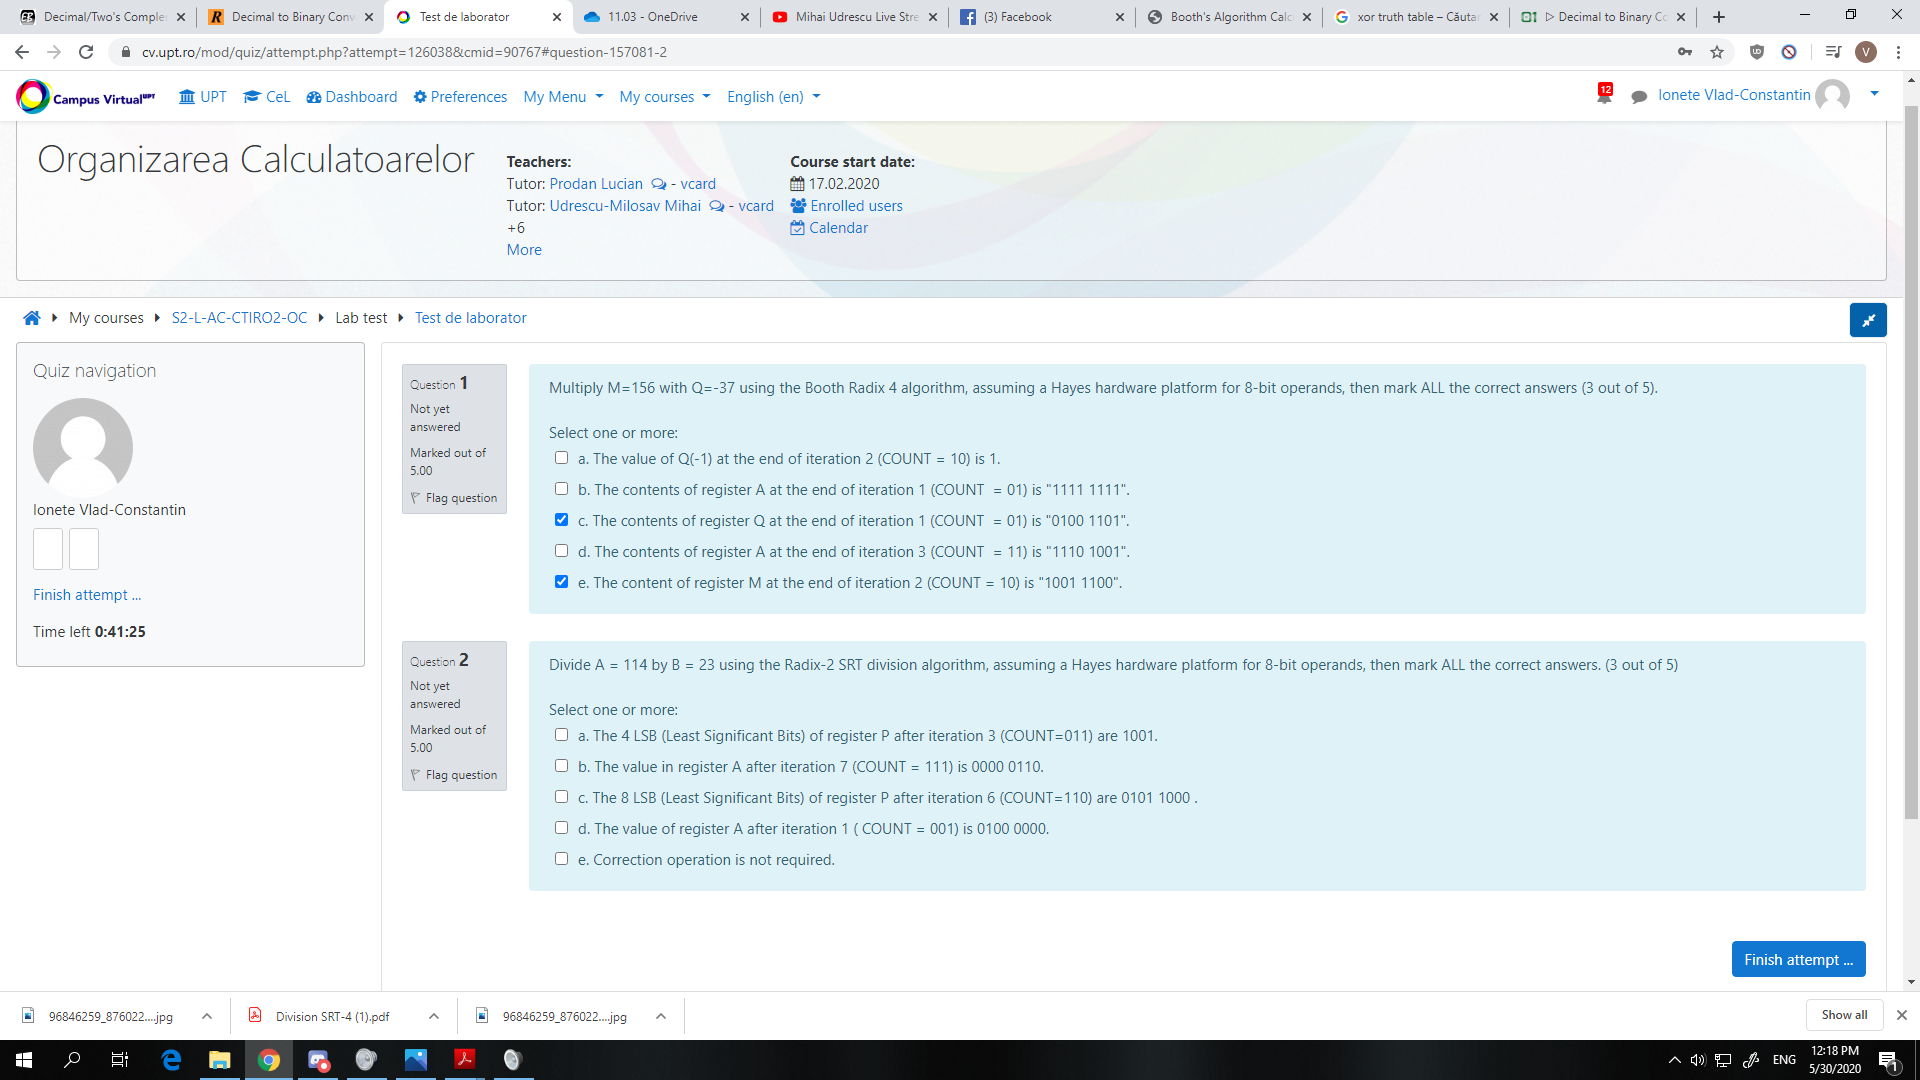 Decimal/Two's Comple
Decimal to Binary Conv
Test de laborator
11.03 - OneDrive
Mihai Udrescu Live Stre
(3) Facebook
Booth's Algorithm Calc
xor truth table – Căutar
▷ Decimal to Binary Co
cv.upt.ro/mod/quiz/attempt.php?attempt=126038&cmid=90767#question-157081-2
V
Campus Virtual UPT
UPT
CeL
Dashboard
Preferences
My Menu
My courses
English (en)
12
Ionete Vlad-Constantin
Organizarea Calculatoarelor
Teachers:
Tutor: Prodan Lucian - vcard
Tutor: Udrescu-Milosav Mihai - vcard
+6
More
Course start date:
17.02.2020
Enrolled users
Calendar
My courses
S2-L-AC-CTIRO2-OC
Lab test
Test de laborator
Quiz navigation
Ionete Vlad-Constantin
Finish attempt ...
Time left 0:41:25
Question 1
Not yet
answered
Marked out of
5.00
Flag question
Multiply M=156 with Q=-37 using the Booth Radix 4 algorithm, assuming a Hayes hardware platform for 8-bit operands, then mark ALL the correct answers (3 out of 5).
Select one or more:
a. The value of Q(-1) at the end of iteration 2 (COUNT = 10) is 1.
b. The contents of register A at the end of iteration 1 (COUNT = 01) is "1111 1111".
c. The contents of register Q at the end of iteration 1 (COUNT = 01) is "0100 1101".
d. The contents of register A at the end of iteration 3 (COUNT = 11) is "1110 1001".
e. The content of register M at the end of iteration 2 (COUNT = 10) is "1001 1100".
Question 2
Not yet
answered
Marked out of
5.00
Flag question
Divide A = 114 by B = 23 using the Radix-2 SRT division algorithm, assuming a Hayes hardware platform for 8-bit operands, then mark ALL the correct answers. (3 out of 5)
Select one or more:
a. The 4 LSB (Least Significant Bits) of register P after iteration 3 (COUNT=011) are 1001.
b. The value in register A after iteration 7 (COUNT = 111) is 0000 0110.
c. The 8 LSB (Least Significant Bits) of register P after iteration 6 (COUNT=110) are 0101 1000 .
d. The value of register A after iteration 1 ( COUNT = 001) is 0100 0000.
e. Correction operation is not required.
Finish attempt ...
96846259_876022....jpg
Division SRT-4 (1).pdf
96846259_876022....jpg
Show all
ENG
12:18 PM
5/30/2020
1